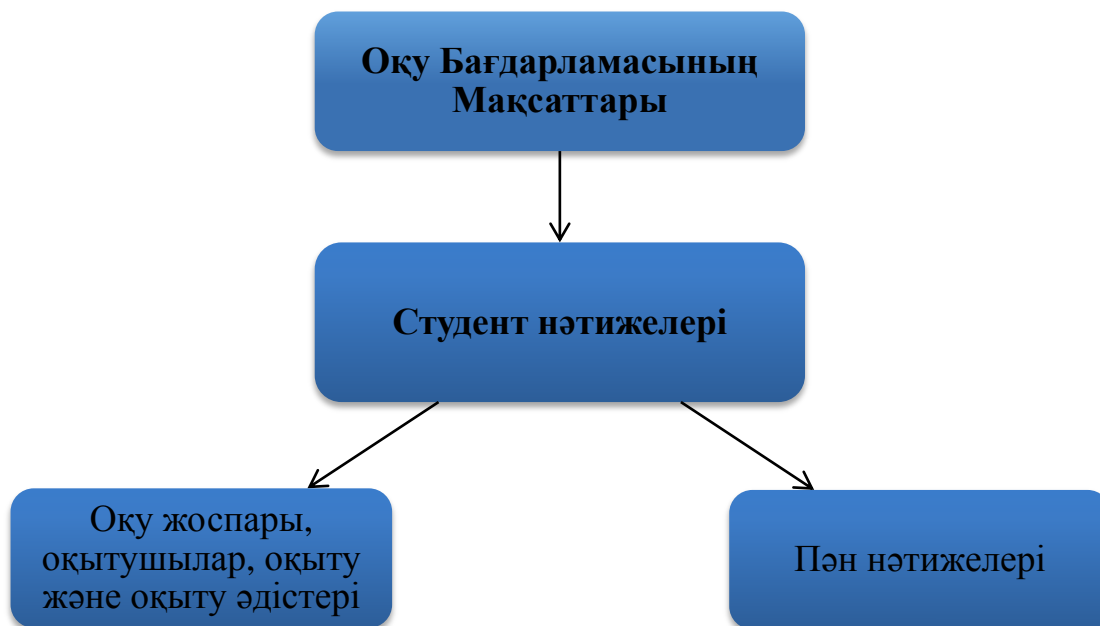 Оқу Бағдарламасының
Мақсаттары
Студент нәтижелері
Оқу жоспары,
оқытушылар, оқыту
және оқыту әдістері
Пән нәтижелері